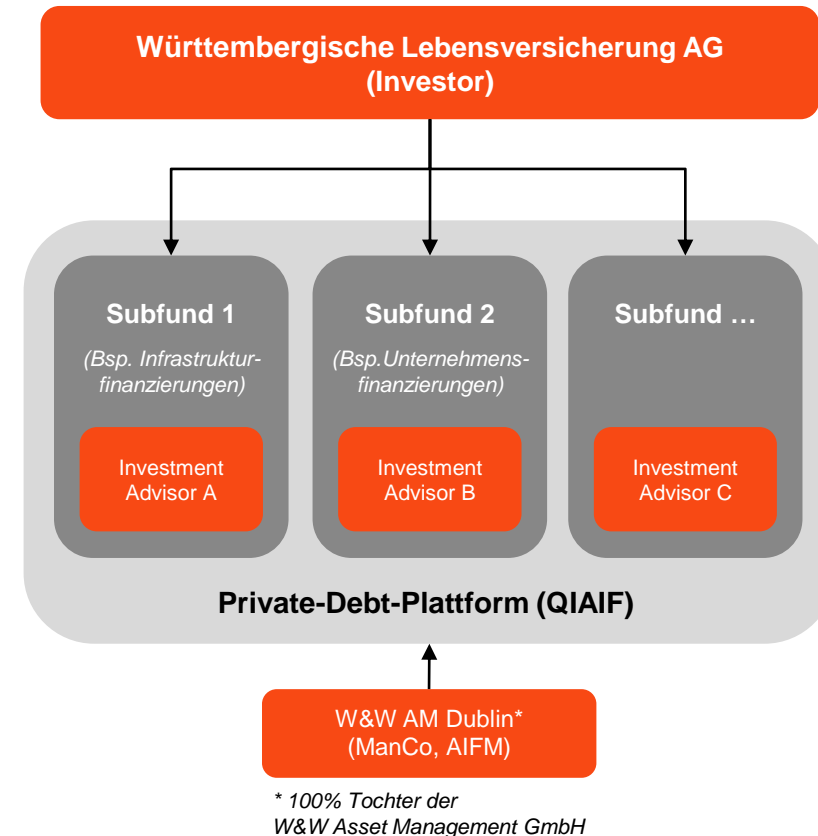 Württembergische Lebensversicherung AG
(Investor)
Subfund 1
(Bsp. Infrastruktur-
finanzierungen)
Investment
Advisor A
Subfund 2
(Bsp.Unternehmens-
finanzierungen)
Investment
Advisor B
Subfund …
Investment
Advisor C
Private-Debt-Plattform (QIAIF)
W&W AM Dublin*
(ManCo, AIFM)
* 100% Tochter der
W&W Asset Management GmbH